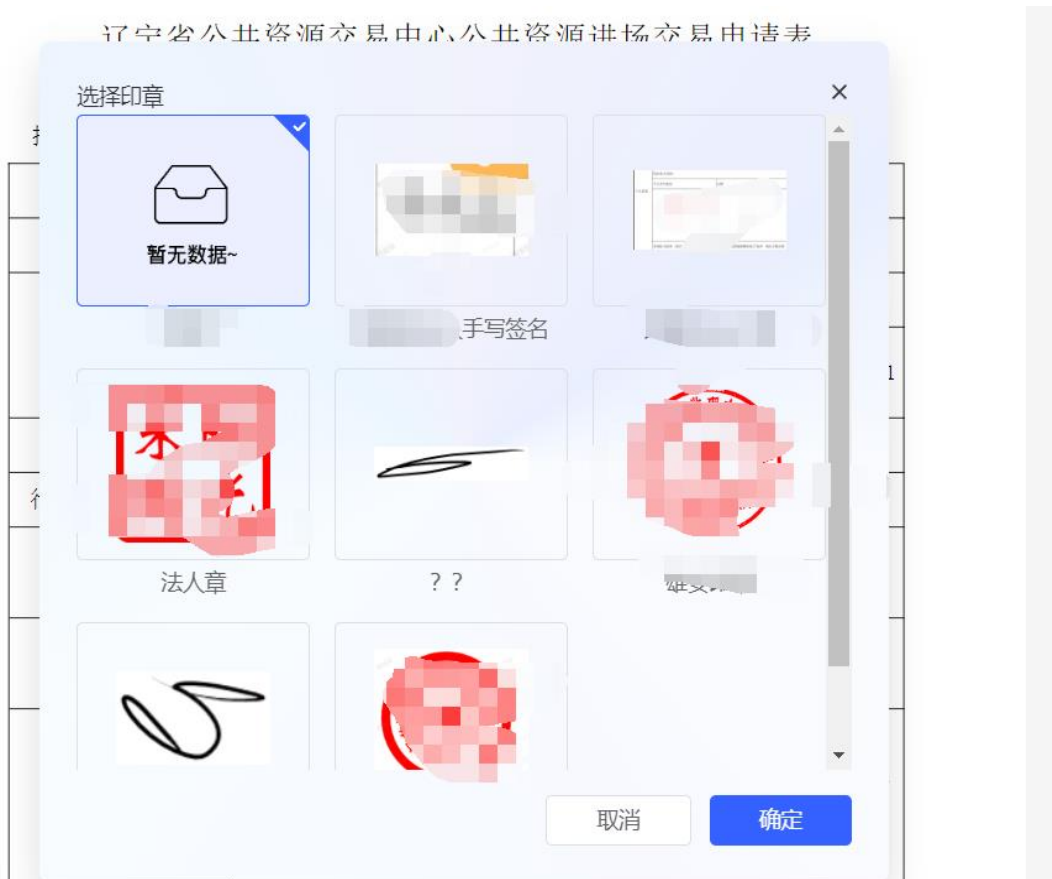 辽宁省公共资源交易中心公共资源进场交易申请表
选择印章
暂无数据~
手写签名
法人章
? ?
取消
确定